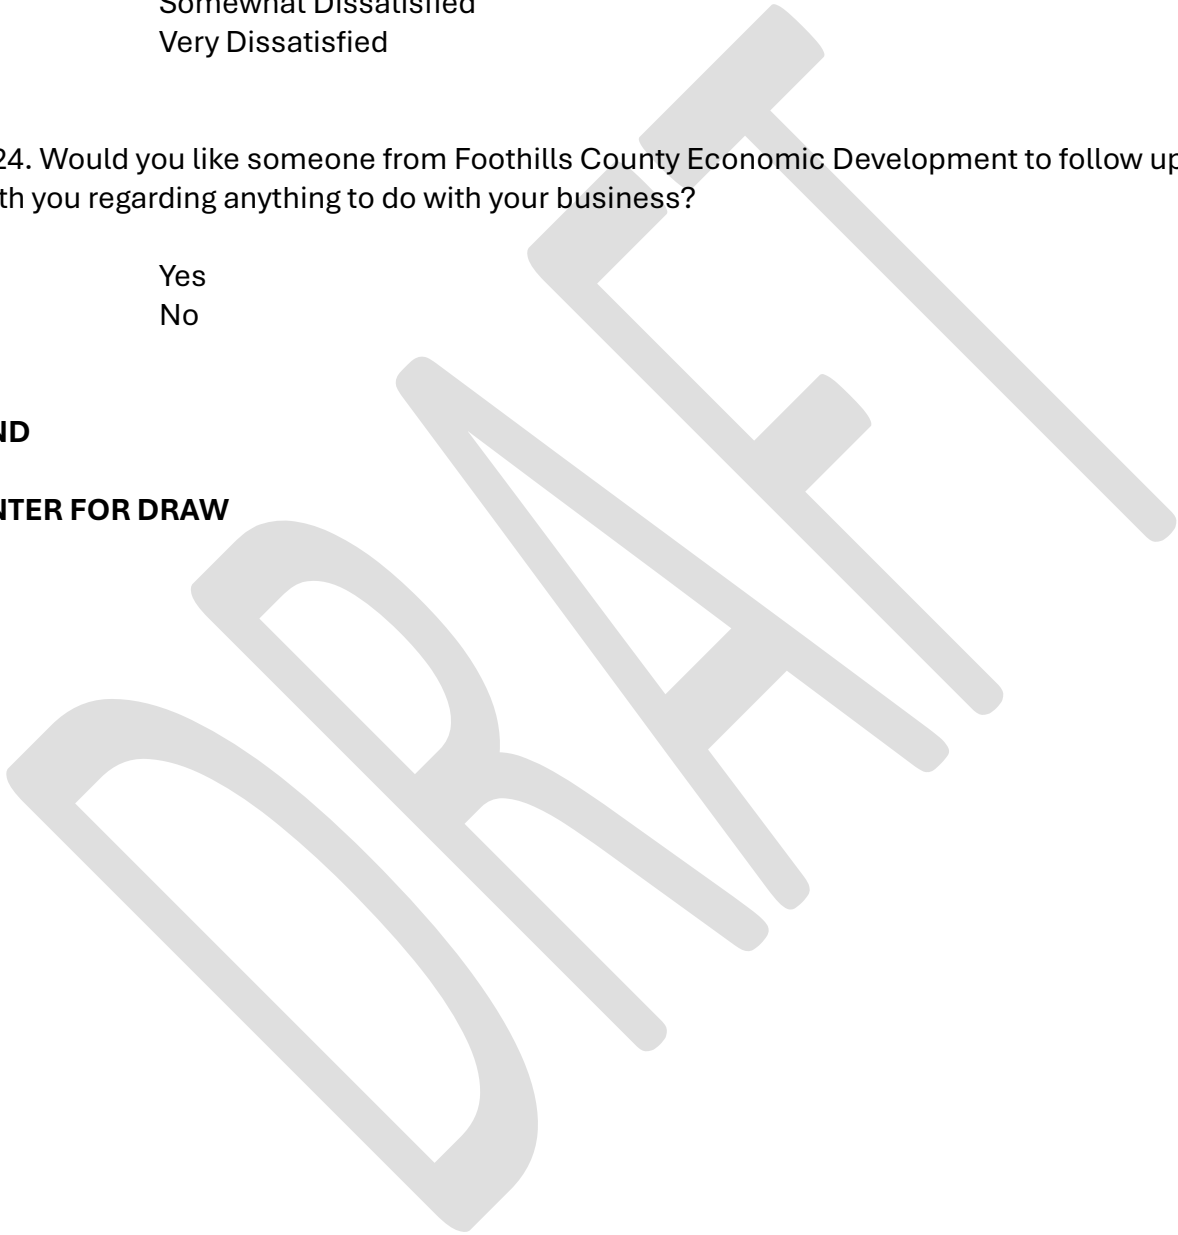 Somewhat Dissatisfied
Very Dissatisfied
24. Would you like someone from Foothills County Economic Development to follow up
th you regarding anything to do with your business?
Yes
No
ND
NTER FOR DRAW
DRAFT